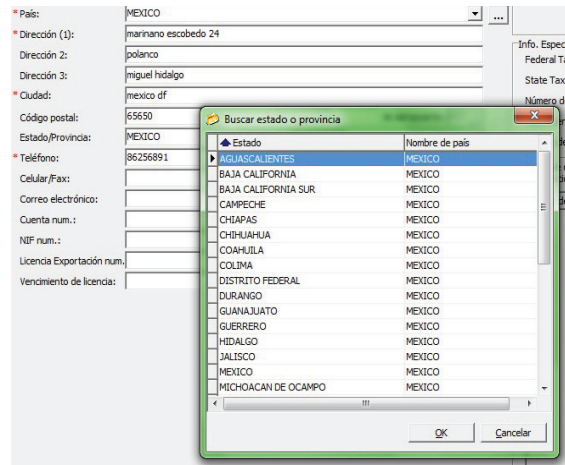 * País: MEXICO ...
* Dirección (1): marinano escobedo 24
Dirección 2: polanco
Dirección 3: miguel hidalgo
* Ciudad: mexico df
Código postal: 65650
Estado/Provincia: MEXICO
* Teléfono: 86256891
Celular/Fax:
Correo electrónico:
Cuenta num.:
NIF num.:
Licencia Exportación num.
Vencimiento de licencia:
Info. Espec
Federal Ta
State Tax
Número d
Buscar estado o provincia
Estado Nombre de país
AGUASCALIENTES MEXICO
BAJA CALIFORNIA MEXICO
BAJA CALIFORNIA SUR MEXICO
CAMPECHE MEXICO
CHIAPAS MEXICO
CHIHUAHUA MEXICO
COAHUILA MEXICO
COLIMA MEXICO
DISTRITO FEDERAL MEXICO
DURANGO MEXICO
GUANAJUATO MEXICO
GUERRERO MEXICO
HIDALGO MEXICO
JALISCO MEXICO
MEXICO MEXICO
MICHOACAN DE OCAMPO MEXICO
OK Cancelar